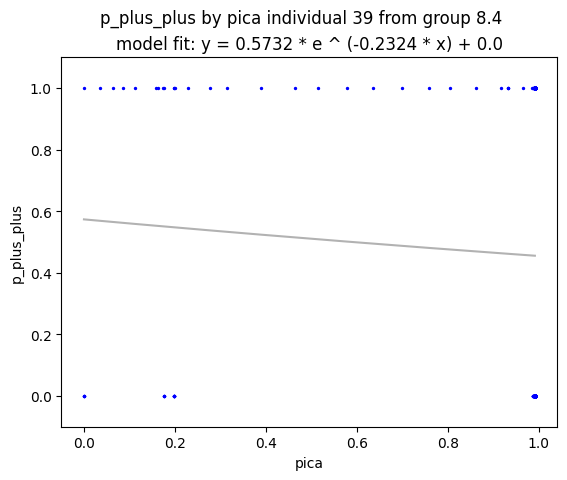 p_plus_plus by pica individual 39 from group 8.4
model fit: y = 0.5732 * e ^ (-0.2324 * x) + 0.0
1.0
0.8
0.6
0.4
0.2
0.0
p_plus_plus
0.0 0.2 0.4 0.6 0.8 1.0
pica